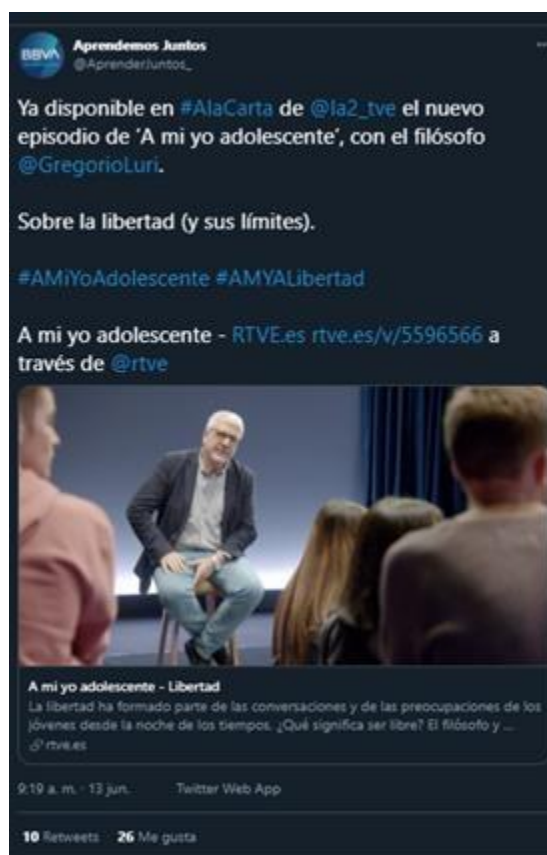 BBVA
Aprendemos Juntos
@AprenderJuntos_
Ya disponible en #AlaCarta de @la2_tve el nuevo
episodio de 'A mi yo adolescente', con el filósofo
@GregorioLuri.
Sobre la libertad (y sus límites).
#AMiYoAdolescente #AMYALibertad
A mi yo adolescente - RTVE.es rtve.es/v/5596566 a
través de @rtve
A mi yo adolescente - Libertad
La libertad ha formado parte de las conversaciones y de las preocupaciones de los
jóvenes desde la noche de los tiempos. ¿Qué significa ser libre? El filósofo y ...
rtve.es
9:19 a. m. · 13 jun. Twitter Web App
10 Retweets 26 Me gusta